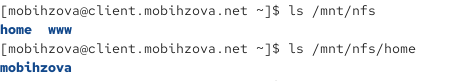 [mobihzova@client.mobihzova.net ~]$ ls /mnt/nfs
home  www
[mobihzova@client.mobihzova.net ~]$ ls /mnt/nfs/home
mobihzova